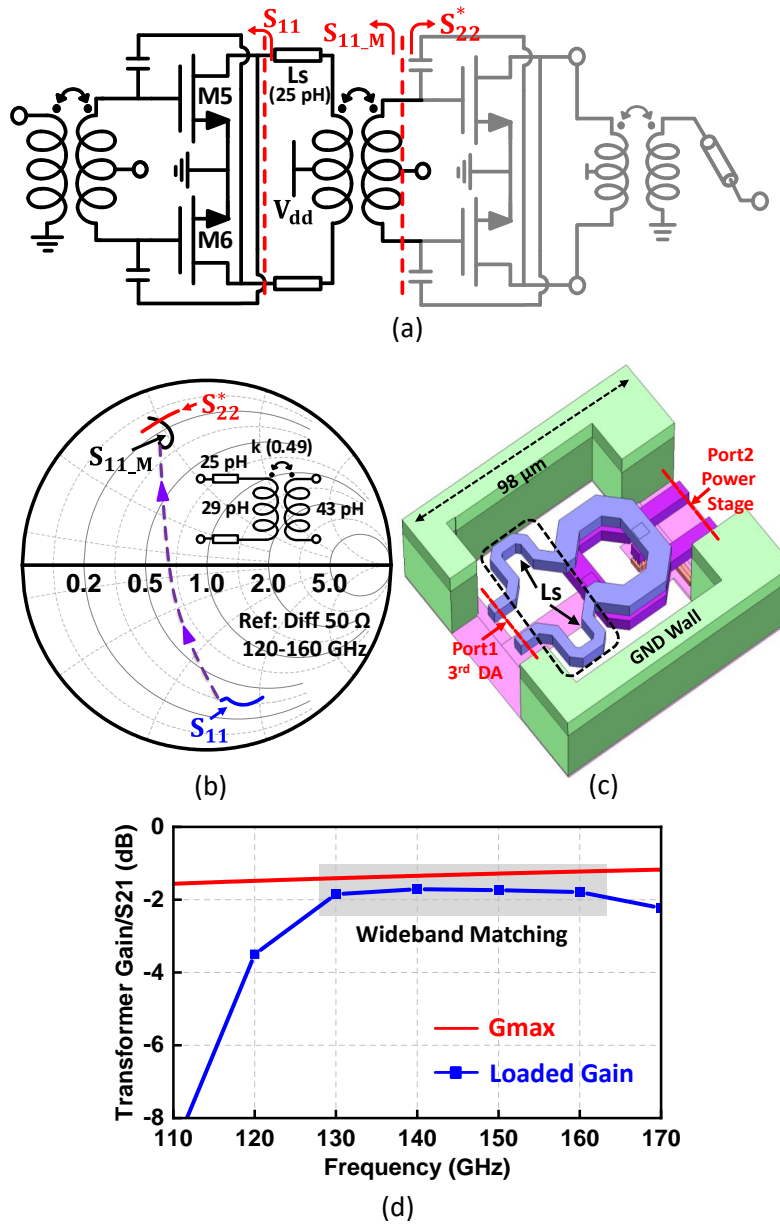 S11
S11_M
S22*
M5
Ls
(25 pH)
Vdd
M6
(a)
S22*
S11_M
k (0.49)
25 pH
29 pH
43 pH
0.2
0.5
1.0
2.0
5.0
Ref: Diff 50 Ω
120-160 GHz
S11
(b)
98 μm
Port2
Power
Stage
Ls
Port1
3rd DA
GND Wall
(c)
Transformer Gain/S21 (dB)
0
-2
-4
-6
-8
Wideband Matching
Gmax
Loaded Gain
110
120
130
140
150
160
170
Frequency (GHz)
(d)